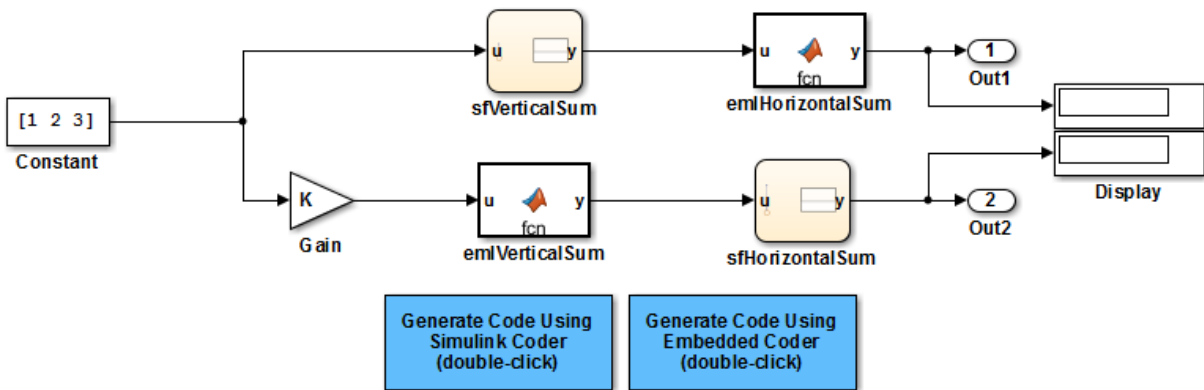 u y
sfVerticalSum
u y
fcn
emlHorizontalSum
1
Out1
[1 2 3]
Constant
K
Gain
u y
fcn
emlVerticalSum
u y
sfHorizontalSum
2
Out2
Display
Generate Code Using
Simulink Coder
(double-click)
Generate Code Using
Embedded Coder
(double-click)